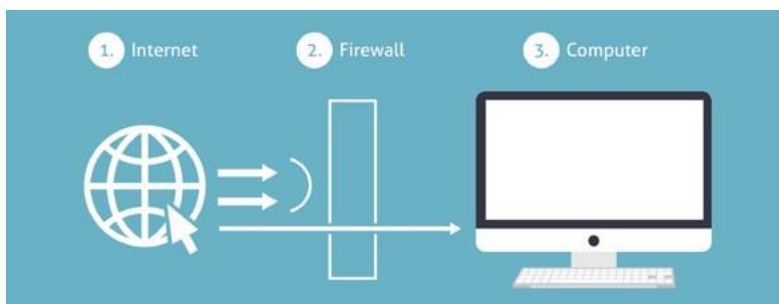 1. Internet
2. Firewall
3. Computer